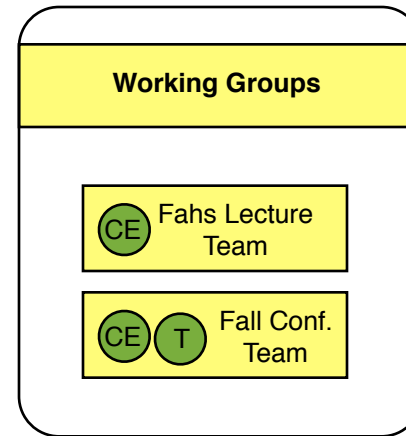 Working Groups
CE Fahs Lecture
Team
CE T Fall Conf.
Team